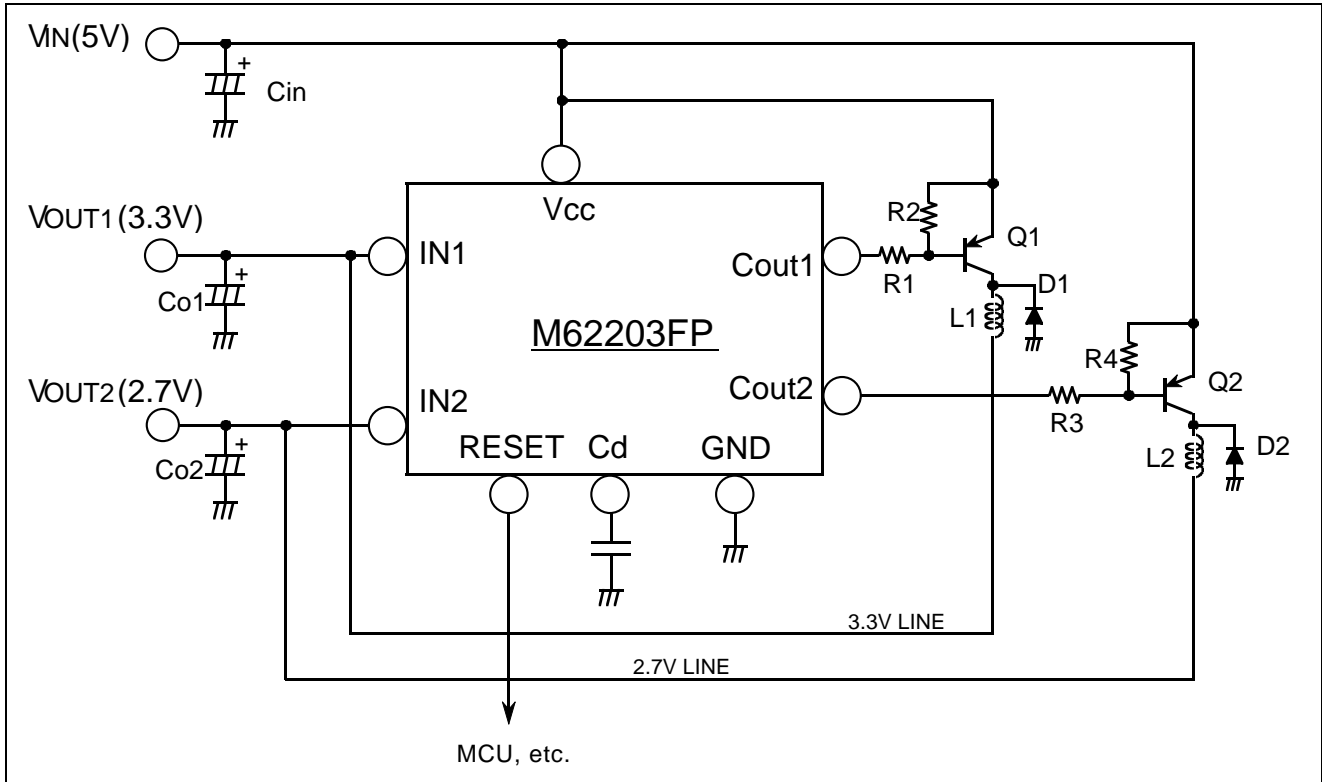 VIN(5V)
+
Cin
Vcc
R2
Q1
VOUT1(3.3V)
IN1
Cout1
R1
+
Co1
D1
L1
M62203FP
R4
Q2
VOUT2(2.7V)
IN2
Cout2
R3
+
Co2
RESET
Cd
GND
L2
D2
3.3V LINE
2.7V LINE
MCU, etc.